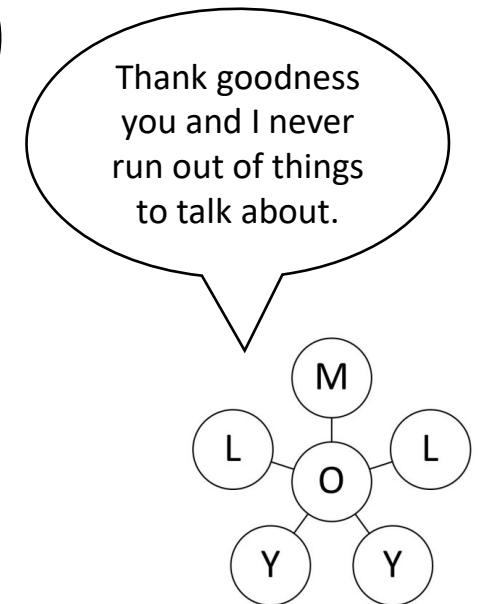 Thank goodness
you and I never
run out of things
to talk about.
M
L O L
Y Y